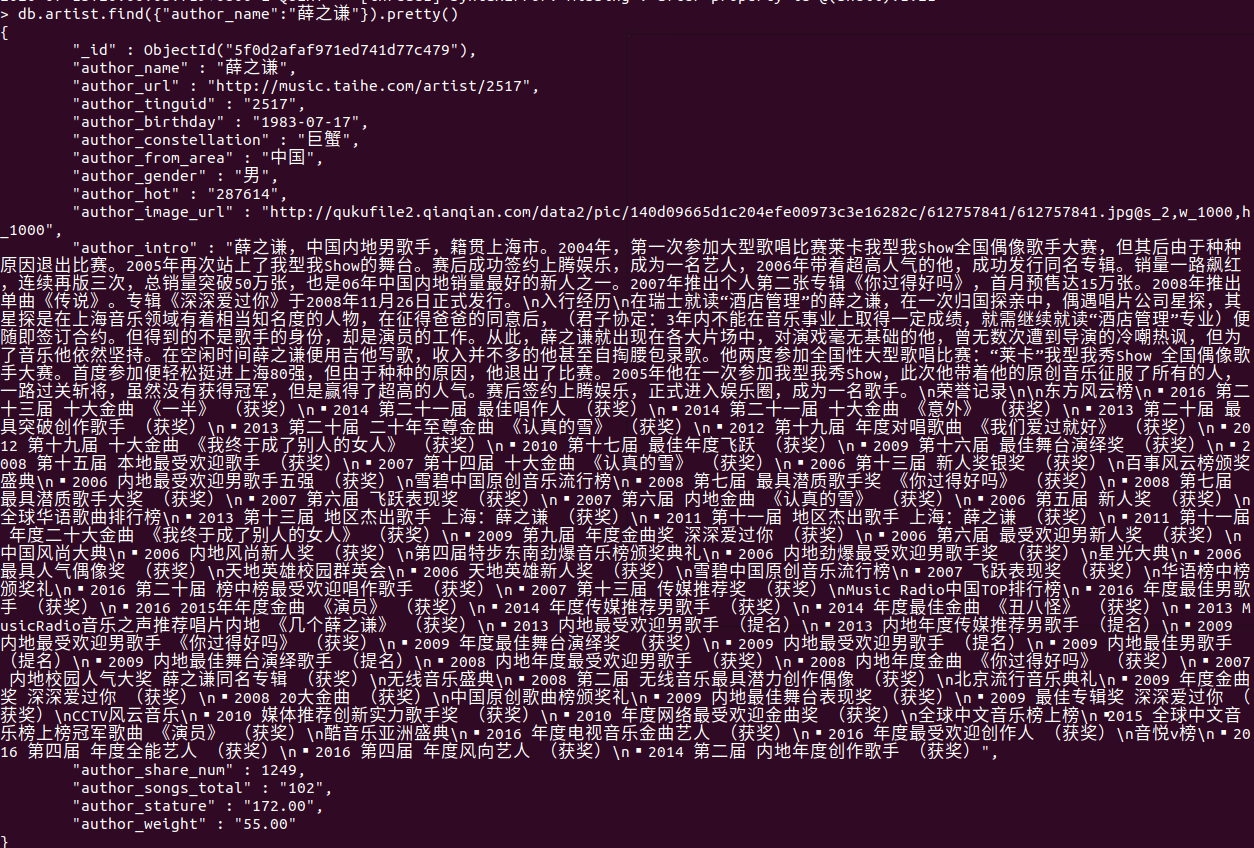 > db.artist.find({"author_name":"薛之谦"}).pretty()
{
"_id" : ObjectId("5f0d2afaf971ed741d77c479"),
"author_name" : "薛之谦",
"author_url" : "http://music.taihe.com/artist/2517",
"author_tinguid" : "2517",
"author_birthday" : "1983-07-17",
"author_constellation" : "巨蟹",
"author_from_area" : "中国",
"author_gender" : "男",
"author_hot" : "287614",
"author_image_url" : "http://qukufile2.qianqian.com/data2/pic/140d09665d1c204efe00973c3e16282c/612757841/612757841.jpg@s_2,w_1000,h
_1000",
"author_intro" : "薛之谦，中国内地男歌手，籍贯上海市。2004年，第一次参加大型歌唱比赛莱卡我型我Show全国偶像歌手大赛，但其后由于种种
原因退出比赛。2005年再次站上了我型我Show的舞台。赛后成功签约上腾娱乐，成为一名艺人，2006年带着超高人气的他，成功发行同名专辑。销量一路飙红
，连续再版三次，总销量突破50万张，也是06年中国内地销量最好的新人之一。2007年推出个人第二张专辑《你过得好吗》，首月预售达15万张。2008年推出
单曲《传说》。专辑《深深爱过你》于2008年11月26日正式发行。\n入行经历\n在瑞士就读“酒店管理”的薛之谦，在一次归国探亲中，偶遇唱片公司星探，其
星探是在上海音乐领域有着相当知名度的人物，在征得爸爸的同意后，（君子协定：3年内不能在音乐事业上取得一定成绩，就需继续就读“酒店管理”专业）便
随即签订合约。但得到的不是歌手的身份，却是演员的工作。从此，薛之谦就出现在各大片场中，对演戏毫无基础的他，曾无数次遭到导演的冷嘲热讽，但为
了音乐他依然坚持。在空闲时间薛之谦便用吉他写歌，收入并不多的他甚至自掏腰包录歌。他两度参加全国性大型歌唱比赛：“莱卡”我型我秀Show 全国偶像歌
手大赛。首度参加便轻松挺进上海80强，但由于种种的原因，他退出了比赛。2005年他在一次参加我型我秀Show，此次他带着他的原创音乐征服了所有的人，
一路过关斩将，虽然没有获得冠军，但是赢得了超高的人气。赛后签约上腾娱乐，正式进入娱乐圈，成为一名歌手。\n荣誉记录\n\n东方风云榜\n▪2016 第二
十三届 十大金曲 《一半》 （获奖）\n▪2014 第二十一届 最佳唱作人 （获奖）\n▪2014 第二十一届 十大金曲 《意外》 （获奖）\n▪2013 第二十届 最
具突破创作歌手 （获奖）\n▪2013 第二十届 二十年至尊金曲 《认真的雪》 （获奖）\n▪2012 第十九届 年度对唱歌曲 《我们爱过就好》 （获奖）\n▪20
12 第十九届 十大金曲 《我终于成了别人的女人》 （获奖）\n▪2010 第十七届 最佳年度飞跃 （获奖）\n▪2009 第十六届 最佳舞台演绎奖 （获奖）\n▪2
008 第十五届 本地最受欢迎歌手 （获奖）\n▪2007 第十四届 十大金曲 《认真的雪》 （获奖）\n▪2006 第十三届 新人奖银奖 （获奖）\n百事风云榜颁奖
盛典\n▪2006 内地最受欢迎男歌手五强 （获奖）\n雪碧中国原创音乐流行榜\n▪2008 第七届 最具潜质歌手奖 《你过得好吗》 （获奖）\n▪2008 第七届
最具潜质歌手大奖 （获奖）\n▪2007 第六届 飞跃表现奖 （获奖）\n▪2007 第六届 内地金曲 《认真的雪》 （获奖）\n▪2006 第五届 新人奖 （获奖）\n
全球华语歌曲排行榜\n▪2013 第十三届 地区杰出歌手 上海：薛之谦 （获奖）\n▪2011 第十一届 地区杰出歌手 上海：薛之谦 （获奖）\n▪2011 第十一届
年度二十大金曲 《我终于成了别人的女人》 （获奖）\n▪2009 第九届 年度金曲奖 深深爱过你 （获奖）\n▪2006 第六届 最受欢迎新人奖 （获奖）\n
中国风尚大典\n▪2006 内地风尚新人奖 （获奖）\n第四届特步东南劲爆音乐榜颁奖典礼\n▪2006 内地劲爆最受欢迎男歌手奖 （获奖）\n星光大典\n▪2006
最具人气偶像奖 （获奖）\n天地英雄校园群英会\n▪2006 天地英雄新人奖 （获奖）\n雪碧中国原创音乐流行榜\n▪2007 飞跃表现奖 （获奖）\n华语榜中榜
颁奖礼\n▪2016 第二十届 榜中榜最受欢迎唱作歌手 （获奖）\n▪2007 第十三届 传媒推荐奖 （获奖）\nMusic Radio中国TOP排行榜\n▪2016 年度最佳男歌
手 （获奖）\n▪2016 2015年年度金曲 《演员》 （获奖）\n▪2014 年度传媒推荐男歌手 （获奖）\n▪2014 年度最佳金曲 《丑八怪》 （获奖）\n▪2013 M
usicRadio音乐之声推荐唱片内地 《几个薛之谦》 （获奖）\n▪2013 内地最受欢迎男歌手 （提名）\n▪2013 内地年度传媒推荐男歌手 （提名）\n▪2009
内地最受欢迎男歌手 《你过得好吗》 （获奖）\n▪2009 年度最佳舞台演绎奖 （获奖）\n▪2009 内地最受欢迎男歌手 （提名）\n▪2009 内地最佳男歌手
（提名）\n▪2009 内地最佳舞台演绎歌手 （提名）\n▪2008 内地年度最受欢迎男歌手 （获奖）\n▪2008 内地年度金曲 《你过得好吗》 （获奖）\n▪2007
内地校园人气大奖 薛之谦同名专辑 （获奖）\n无线音乐盛典\n▪2008 第二届 无线音乐最具潜力创作偶像 （获奖）\n北京流行音乐典礼\n▪2009 年度金曲
奖 深深爱过你 （获奖）\n▪2008 20大金曲 （获奖）\n中国原创歌曲榜颁奖礼\n▪2009 内地最佳舞台表现奖 （获奖）\n▪2009 最佳专辑奖 深深爱过你 （
获奖）\nCCTV风云音乐\n▪2010 媒体推荐创新实力歌手奖 （获奖）\n▪2010 年度网络最受欢迎金曲奖 （获奖）\n全球中文音乐榜上榜\n▪2015 全球中文音
乐榜上榜冠军歌曲 《演员》 （获奖）\n酷音乐亚洲盛典\n▪2016 年度电视音乐金曲艺人 （获奖）\n▪2016 年度最受欢迎创作人 （获奖）\n音悦v榜\n▪20
16 第四届 年度全能艺人 （获奖）\n▪2016 第四届 年度风向艺人 （获奖）\n▪2014 第二届 内地年度创作歌手 （获奖）",
"author_share_num" : 1249,
"author_songs_total" : "102",
"author_stature" : "172.00",
"author_weight" : "55.00"
}